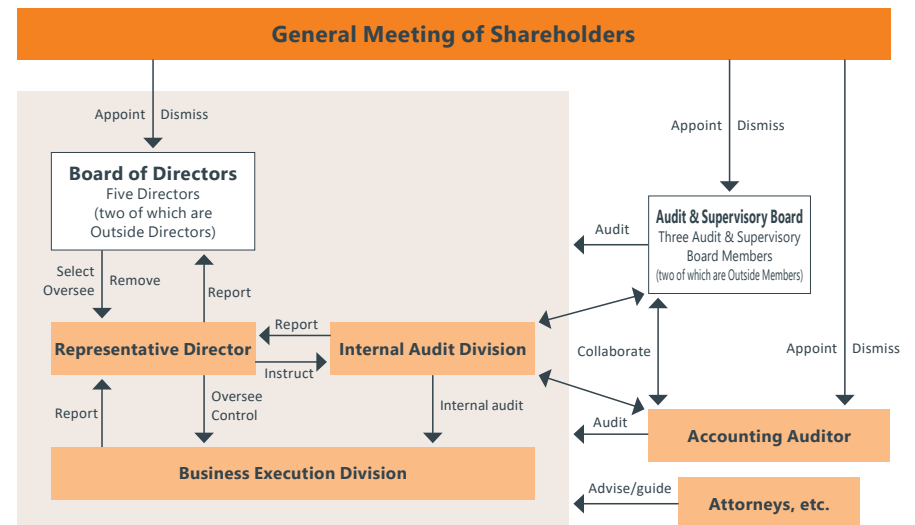 General Meeting of Shareholders
Appoint Dismiss
Appoint Dismiss
Board of Directors
Five Directors
(two of which are
Outside Directors)
Audit & Supervisory Board
Three Audit & Supervisory
Board Members
(two of which are Outside Members)
Audit
Select
Oversee
Remove
Report
Report
Representative Director
Internal Audit Division
Instruct
Collaborate
Appoint Dismiss
Report
Oversee
Control
Internal audit
Audit
Accounting Auditor
Business Execution Division
Advise/guide
Attorneys, etc.